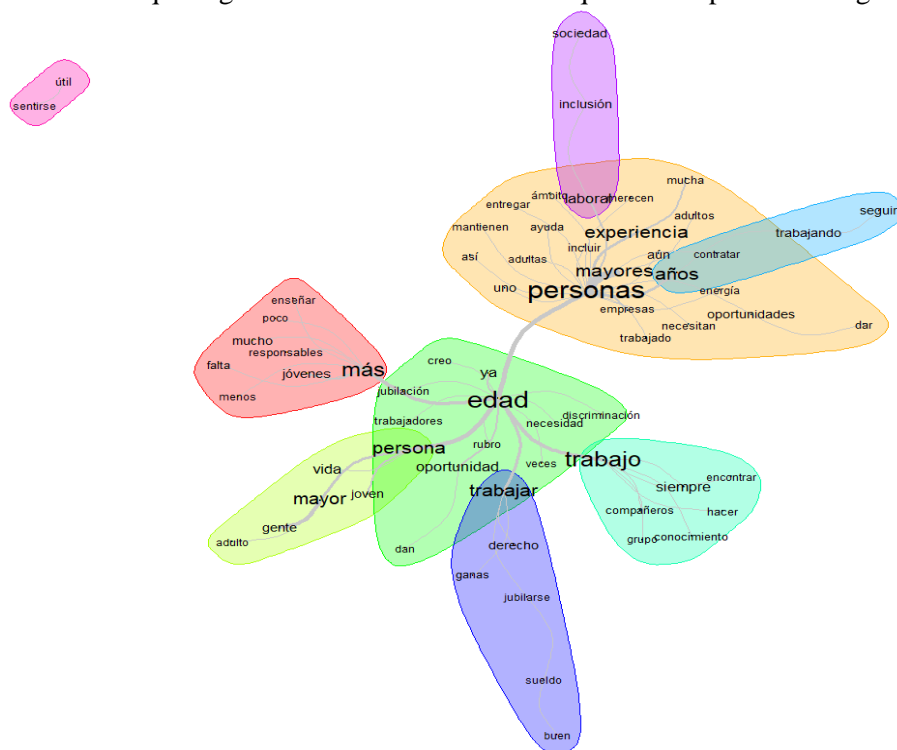 sociedad
útil
sentirse
inclusión
mucha
ámbito
laboral
merecen
entregar
seguir
adultos
mantienen
ayuda
experiencia
trabajando
incluir
aún
contratar
así
adultas
mayores
años
uno
personas
energía
enseñar
empresas
oportunidades
poco
necesitan
dar
mucho
trabajado
responsables
creo
falta
jóvenes
más
ya
menos
jubilación
edad
discriminación
trabajadores
necesidad
rubro
persona
vida
oportunidad
veces
trabajo
encontrar
mayor
joven
trabajar
siempre
gente
compañeros
hacer
adulto
dan
derecho
grupo
conocimiento
ganas
jubilarse
sueldo
buen